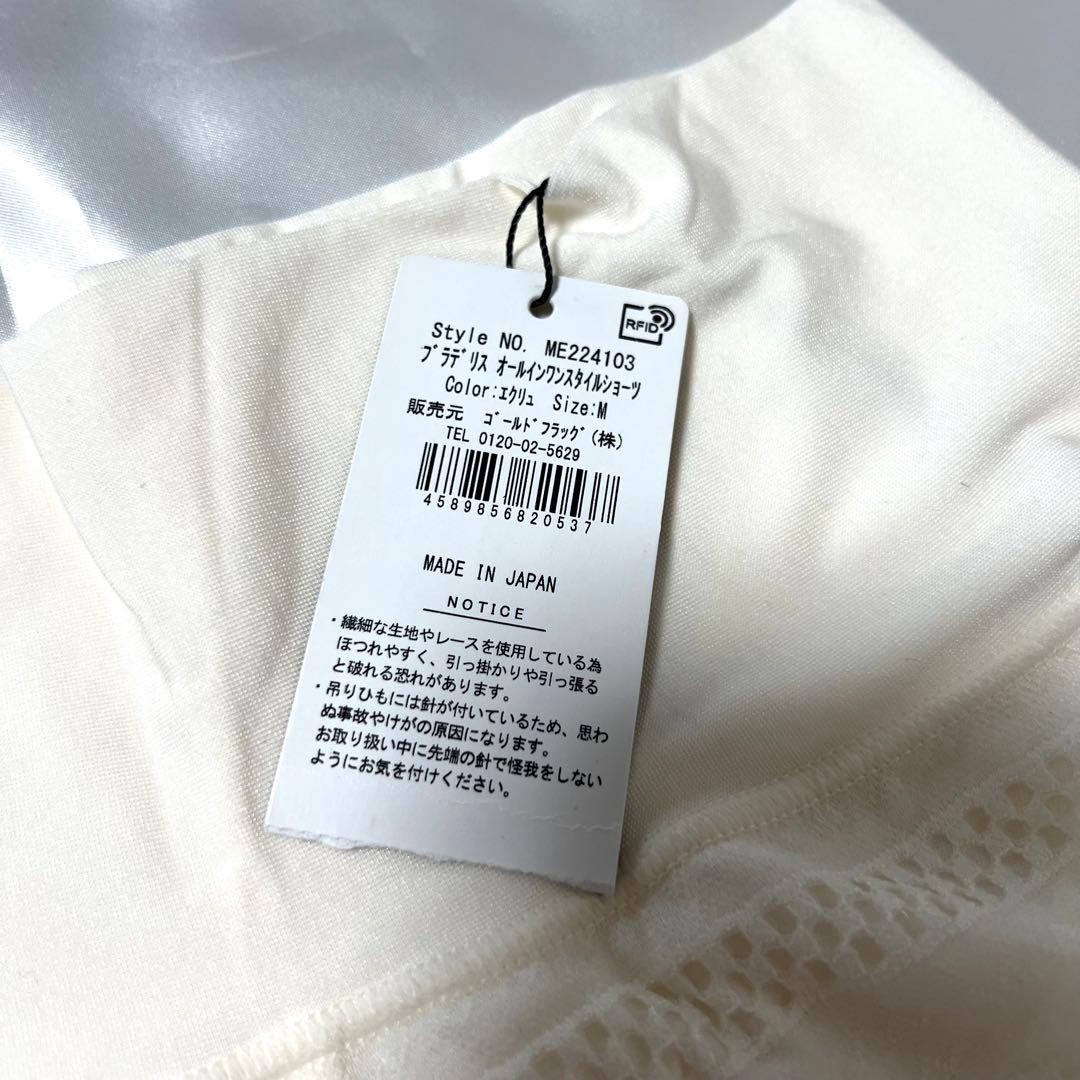 RFID
Style NO. ME224103
ﾌﾞﾗﾃﾞﾘｽ ｵｰﾙｲﾝﾜﾝｽﾀｲﾙｼｮｰﾂ
Color:ｴｸﾘｭ Size:M
販売元 ｺﾞｰﾙﾄﾞﾌﾗｯｸﾞ(株)
TEL 0120-02-5629
4589856820537
MADE IN JAPAN
NOTICE
・繊細な生地やレースを使用している為
ほつれやすく、引っ掛かりや引っ張る
と破れる恐れがあります。
・吊りひもには針が付いているため、思わ
ぬ事故やけがの原因になります。
お取り扱い中に先端の針で怪我をしない
ようにお気を付けください。